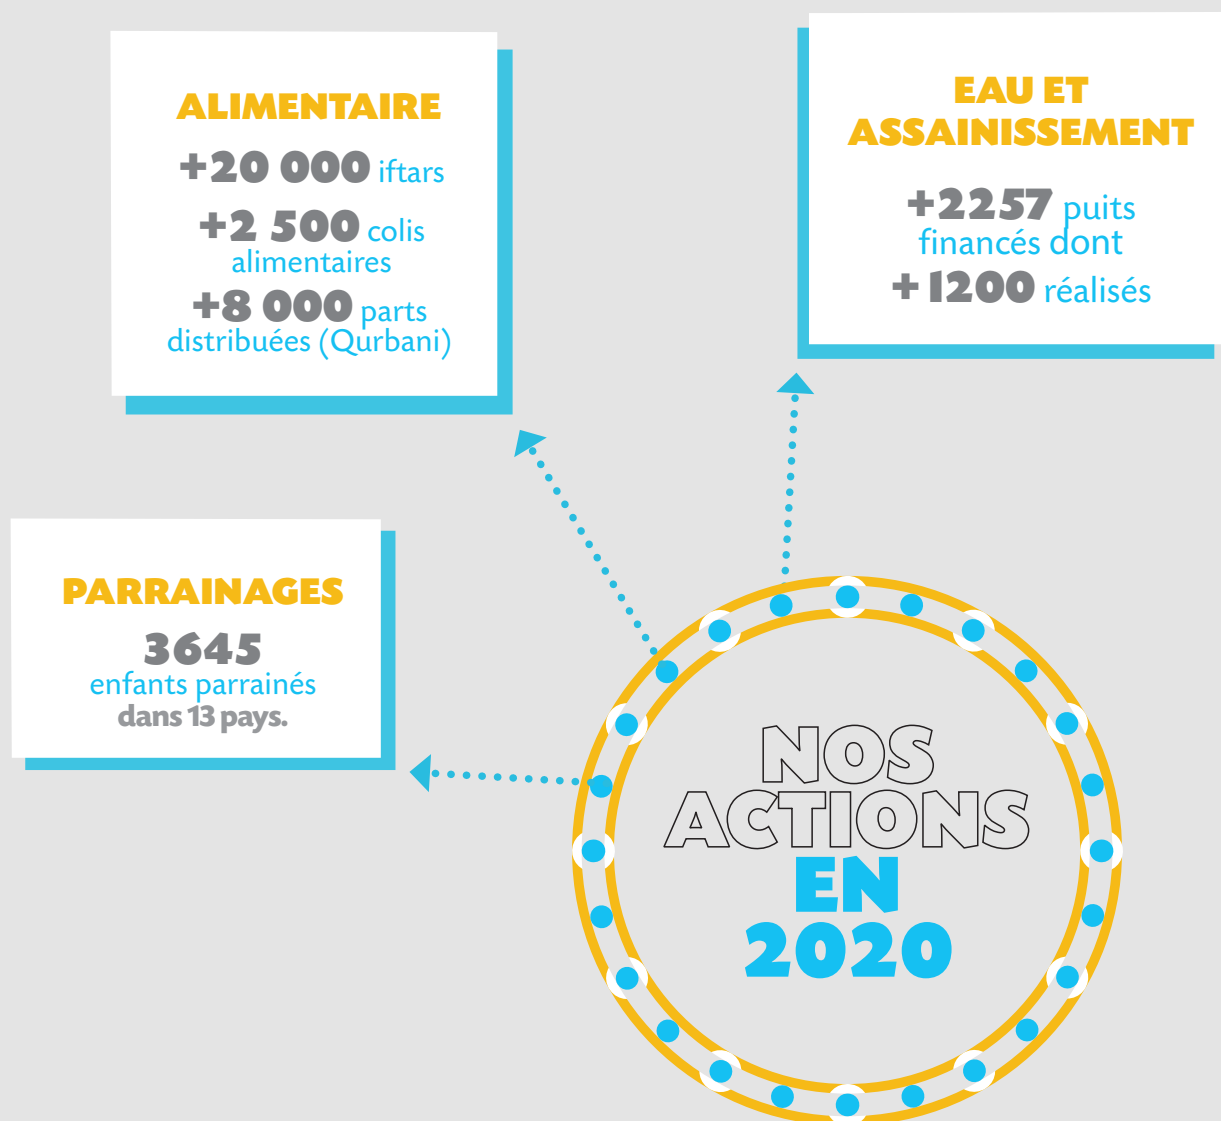 ALIMENTAIRE
+20 000 iftars
+2 500 colis
alimentaires
+8 000 parts
distribuées (Qurbani)
EAU ET
ASSAINISSEMENT
+2257 puits
financés dont
+1200 réalisés
PARRAINAGES
3645
enfants parrainés
dans 13 pays.
NOS
ACTIONS
EN
2020